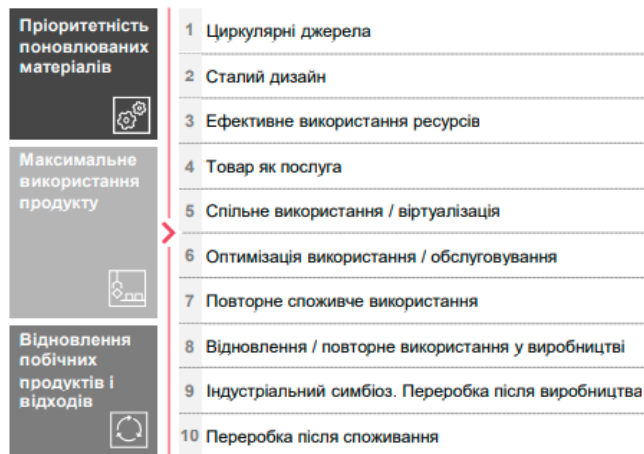 Пріоритетність
поновлюваних
матеріалів
Максимальне
використання
продукту
Відновлення
побічних
продуктів і
відходів
1 Циркулярні джерела
2 Сталий дизайн
3 Ефективне використання ресурсів
4 Товар як послуга
5 Спільне використання / віртуалізація
6 Оптимізація використання / обслуговування
7 Повторне споживче використання
8 Відновлення / повторне використання у виробництві
9 Індустріальний симбіоз. Переробка після виробництва
10 Переробка після споживання